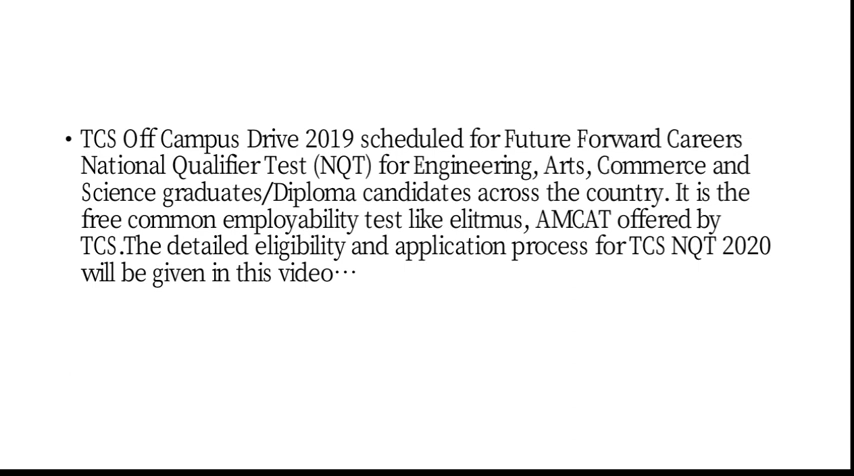 • TCS Off Campus Drive 2019 scheduled for Future Forward Careers
National Qualifier Test (NQT) for Engineering, Arts, Commerce and
Science graduates/Diploma candidates across the country. It is the
free common employability test like elitmus, AMCAT offered by
TCS.The detailed eligibility and application process for TCS NQT 2020
will be given in this video…